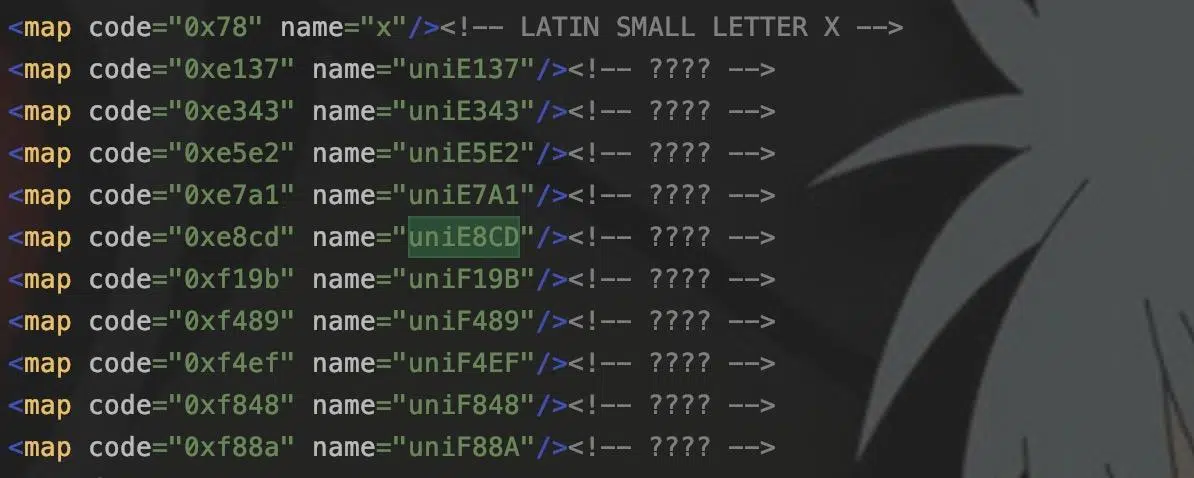 <map code="0x78" name="x"/><!-- LATIN SMALL LETTER X -->
<map code="0xe137" name="uniE137"/><!-- ???? -->
<map code="0xe343" name="uniE343"/><!-- ???? -->
<map code="0xe5e2" name="uniE5E2"/><!-- ???? -->
<map code="0xe7a1" name="uniE7A1"/><!-- ???? -->
<map code="0xe8cd" name="uniE8CD"/><!-- ???? -->
<map code="0xf19b" name="uniF19B"/><!-- ???? -->
<map code="0xf489" name="uniF489"/><!-- ???? -->
<map code="0xf4ef" name="uniF4EF"/><!-- ???? -->
<map code="0xf848" name="uniF848"/><!-- ???? -->
<map code="0xf88a" name="uniF88A"/><!-- ???? -->